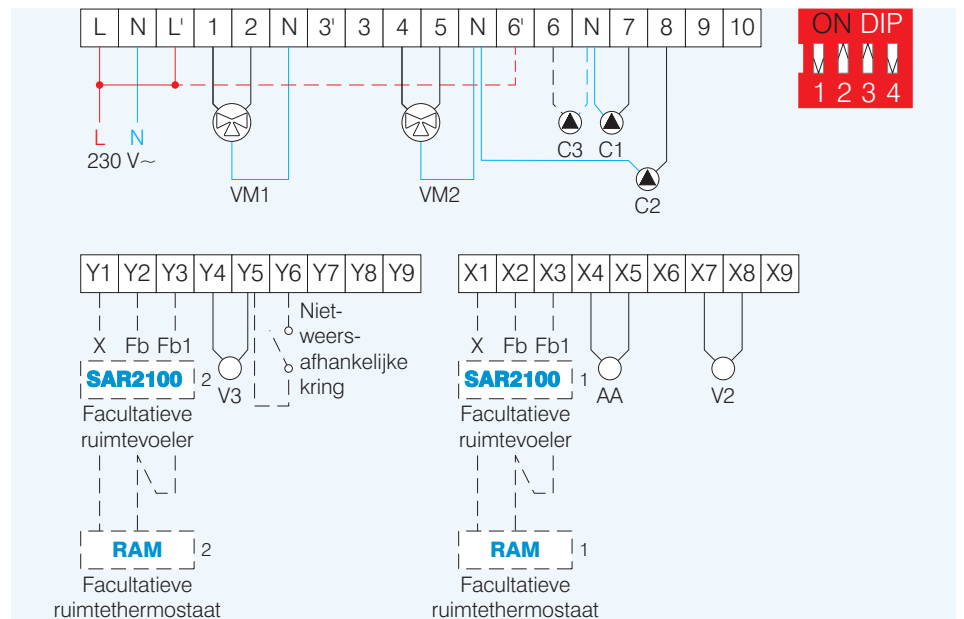 L N L' 1 2 N 3' 3 4 5 N 6' 6 N 7 8 9 10
ON DIP
1 2 3 4
L N
230 V~
VM1
VM2
C3 C1
C2
Y1 Y2 Y3 Y4 Y5 Y6 Y7 Y8 Y9
X1 X2 X3 X4 X5 X6 X7 X8 X9
X Fb Fb1
Niet-
weers-
afhankelijke
kring
SAR2100 2
V3
Facultatieve
ruimtevoeler
RAM 2
Facultatieve
ruimtethermostaat
X Fb Fb1
SAR2100 1
AA
V2
Facultatieve
ruimtevoeler
RAM 1
Facultatieve
ruimtethermostaat